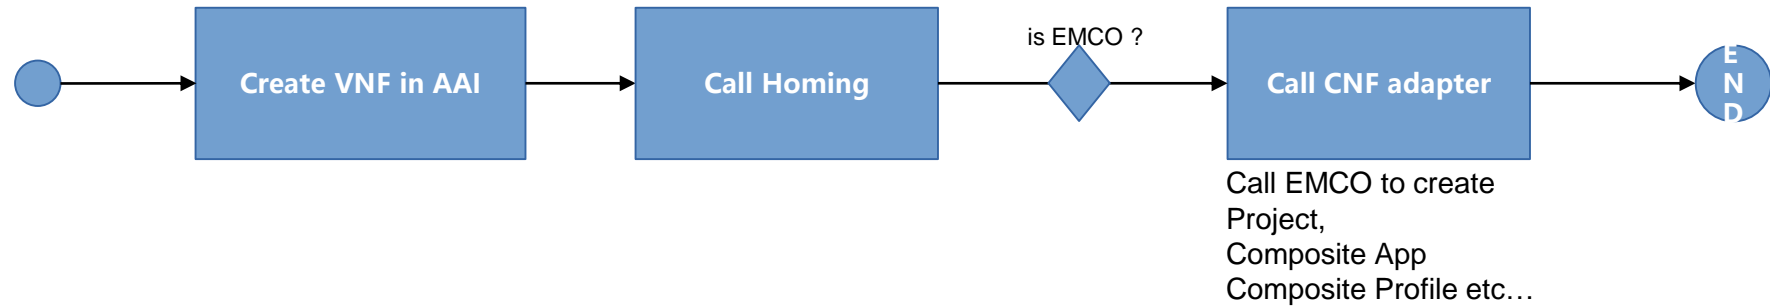 Create VNF in AAI
Call Homing
is EMCO ?
Call CNF adapter
E
N
D
Call EMCO to create
Project,
Composite App
Composite Profile etc…